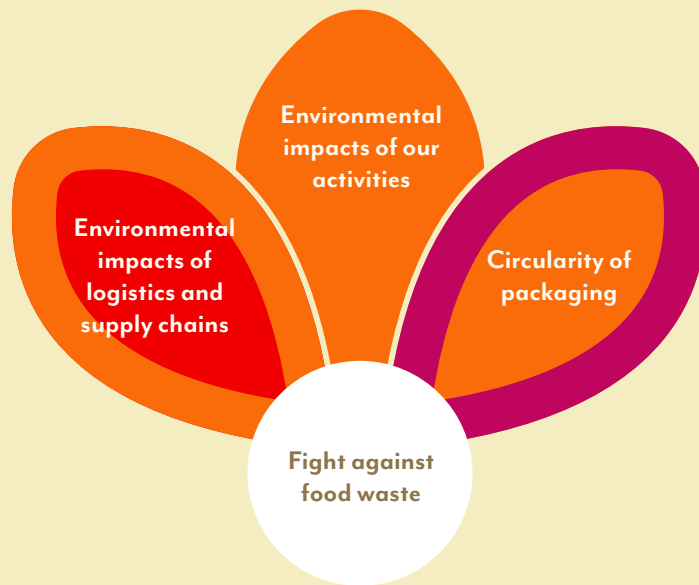 Environmental
impacts of our
activities
Environmental
impacts of
logistics and
supply chains
Circularity of
packaging
Fight against
food waste